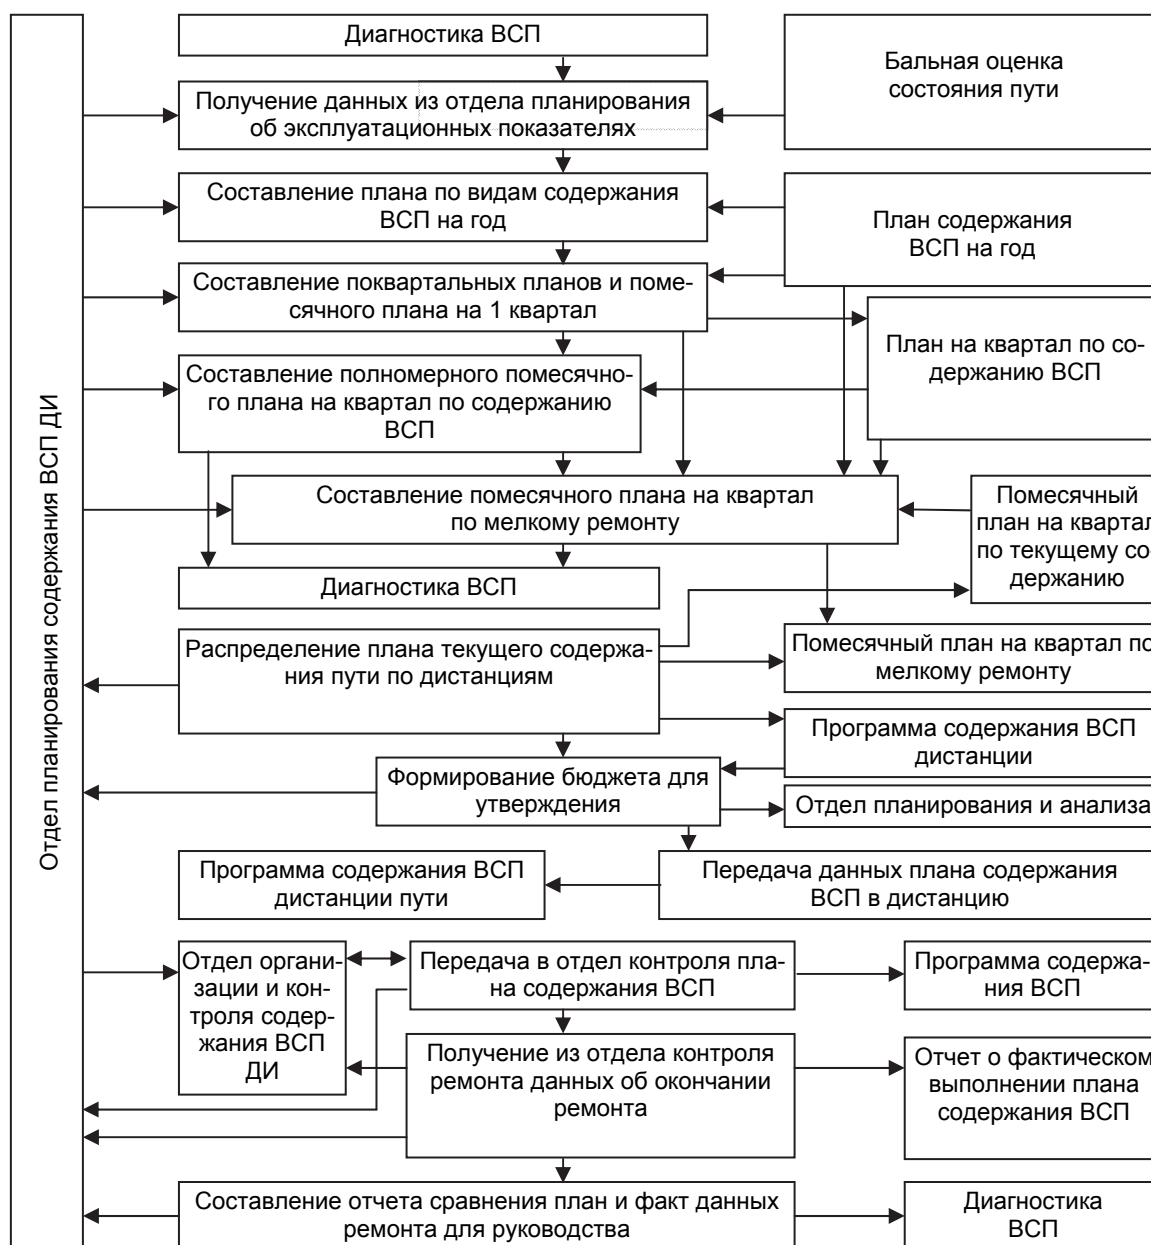 Отдел планирования содержания ВСП ДИ
Диагностика ВСП
Бальная оценка
состояния пути
Получение данных из отдела планирования
об эксплуатационных показателях
Составление плана по видам содержания
ВСП на год
План содержания
ВСП на год
Составление поквартальных планов и поме-
сячного плана на 1 квартал
План на квартал по со-
держанию ВСП
Составление полномерного помесячно-
го плана на квартал по содержанию
ВСП
Составление помесячного плана на квартал
по мелкому ремонту
Помесячный
план на квартал
по текущему со-
держанию
Диагностика ВСП
Распределение плана текущего содержа-
ния пути по дистанциям
Помесячный план на квартал по
мелкому ремонту
Программа содержания ВСП
дистанции
Формирование бюджета для
утверждения
Отдел планирования и анализа
Программа содержания ВСП
дистанции пути
Передача данных плана содержания
ВСП в дистанцию
Отдел органи-
зации и кон-
троля содер-
жания ВСП
ДИ
Передача в отдел контроля пла-
на содержания ВСП
Программа содержа-
ния ВСП
Получение из отдела контроля
ремонта данных об окончании
ремонта
Отчет о фактическом
выполнении плана
содержания ВСП
Составление отчета сравнения план и факт данных
ремонта для руководства
Диагностика
ВСП